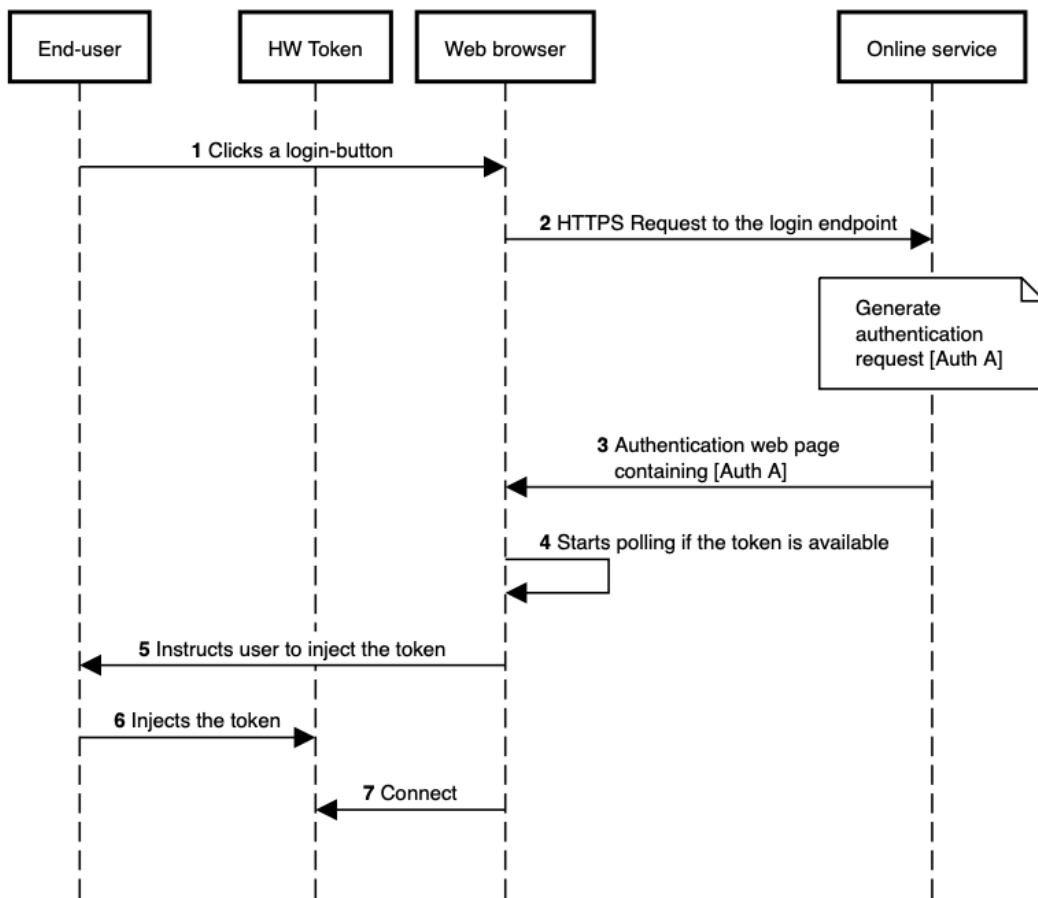 End-user
HW Token
Web browser
Online service
1 Clicks a login-button
2 HTTPS Request to the login endpoint
Generate
authentication
request [Auth A]
3 Authentication web page
containing [Auth A]
4 Starts polling if the token is available
5 Instructs user to inject the token
6 Injects the token
7 Connect